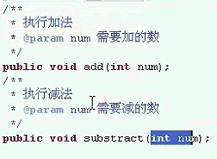 /**
 * 执行加法
 * @param num 需要加的数
 */
public void add(int num);
/**
 * 执行减法
 * @param num 需要减的数
 */
public void substract(int num);